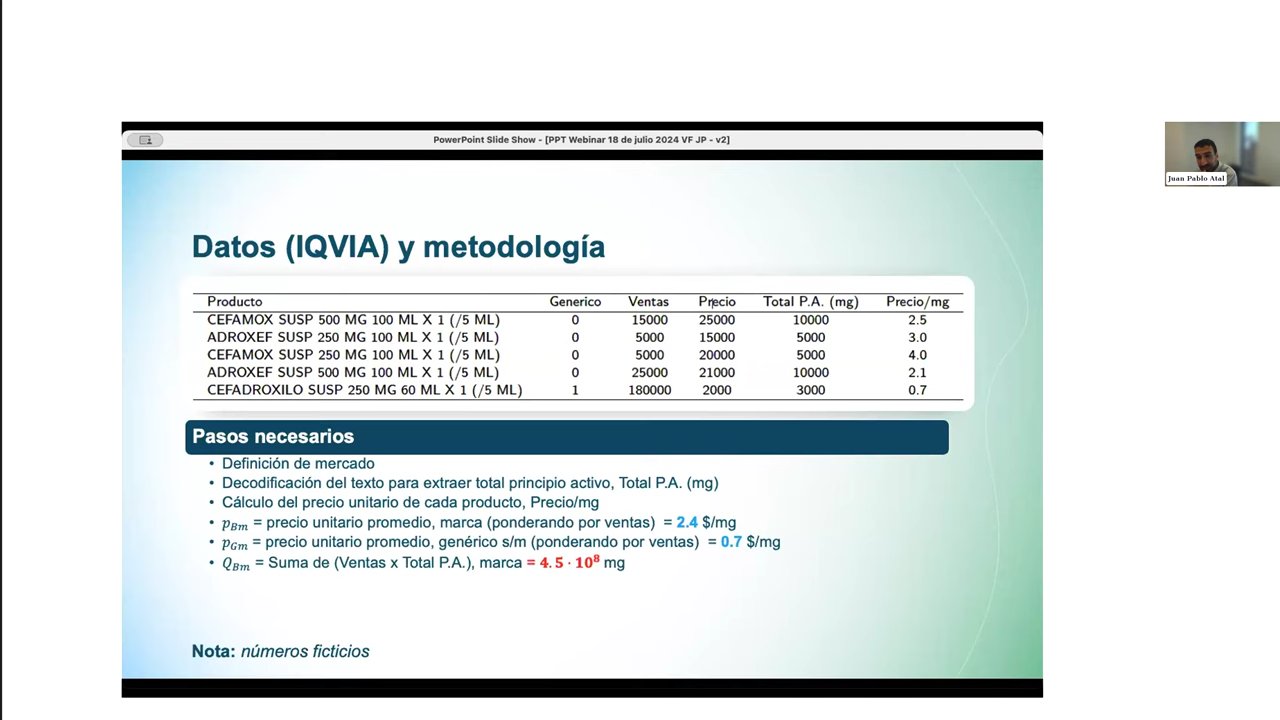 PowerPoint Slide Show - [PPT Webinar 18 de julio 2024 VF JP - v2]
Juan Pablo Atal
Datos (IQVIA) y metodología
Producto Generico Ventas Precio Total P.A. (mg) Precio/mg
CEFAMOX SUSP 500 MG 100 ML X 1 (/5 ML) 0 15000 25000 10000 2.5
ADROXEF SUSP 250 MG 100 ML X 1 (/5 ML) 0 5000 15000 5000 3.0
CEFAMOX SUSP 250 MG 100 ML X 1 (/5 ML) 0 5000 20000 5000 4.0
ADROXEF SUSP 500 MG 100 ML X 1 (/5 ML) 0 25000 21000 10000 2.1
CEFADROXILO SUSP 250 MG 60 ML X 1 (/5 ML) 1 180000 2000 3000 0.7
Pasos necesarios
• Definición de mercado
• Decodificación del texto para extraer total principio activo, Total P.A. (mg)
• Cálculo del precio unitario de cada producto, Precio/mg
• p_Bm = precio unitario promedio, marca (ponderando por ventas) = 2.4 $/mg
• p_Gm = precio unitario promedio, genérico s/m (ponderando por ventas) = 0.7 $/mg
• Q_Bm = Suma de (Ventas x Total P.A.), marca = 4.5 · 10⁸ mg
Nota: números ficticios